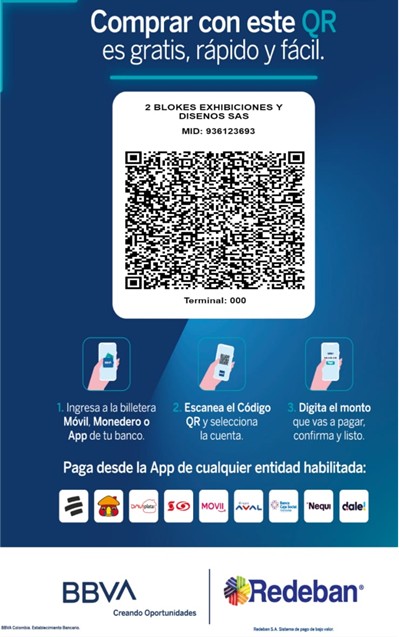 Comprar con este QR
es gratis, rápido y fácil.
2 BLOKES EXHIBICIONES Y
DISENOS SAS
MID: 936123693
Terminal: 000
1. Ingresa a la billetera
Móvil, Monedero o
App de tu banco.
2. Escanea el Código
QR y selecciona
la cuenta.
3. Digita el monto
que vas a pagar,
confirma y listo.
Paga desde la App de cualquier entidad habilitada:
MOVII
AVAL
Banco
Caja Social
Nequi
dale!
BBVA
Creando Oportunidades
Redeban
BBVA Colombia. Establecimiento Bancario.
Redeban S.A. Sistema de pago de bajo valor